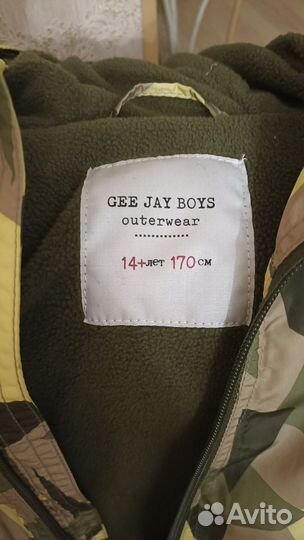 GEE JAY BOYS
outerwear
14+лет 170 см
Avito